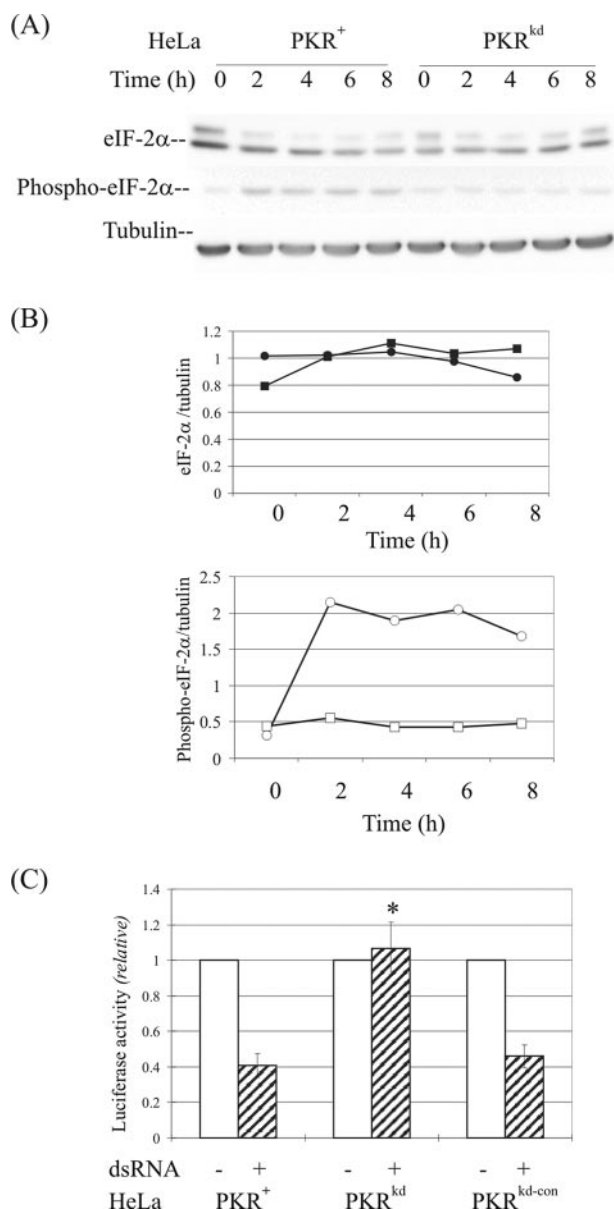 (A)
HeLa PKR⁺ PKRᵏᵈ
Time (h) 0 2 4 6 8 0 2 4 6 8
eIF-2α--
Phospho-eIF-2α--
Tubulin--
(B)
eIF-2α /tubulin
1.2
1
0.8
0.6
0.4
0.2
0
0 2 4 6 8
Time (h)
Phospho-eIF-2α/tubulin
2.5
2
1.5
1
0.5
0
0 2 4 6 8
Time (h)
(C)
Luciferase activity (relative)
1.4
1.2
1
0.8
0.6
0.4
0.2
0
*
dsRNA - + - + - +
HeLa PKR⁺ PKRᵏᵈ PKRᵏᵈ⁻ᶜᵒⁿ